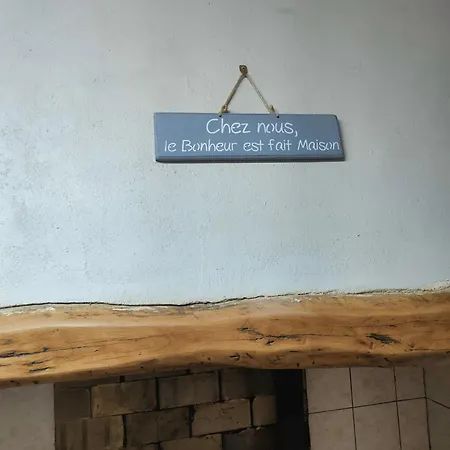 Chez nous,
le Bonheur est fait Maison